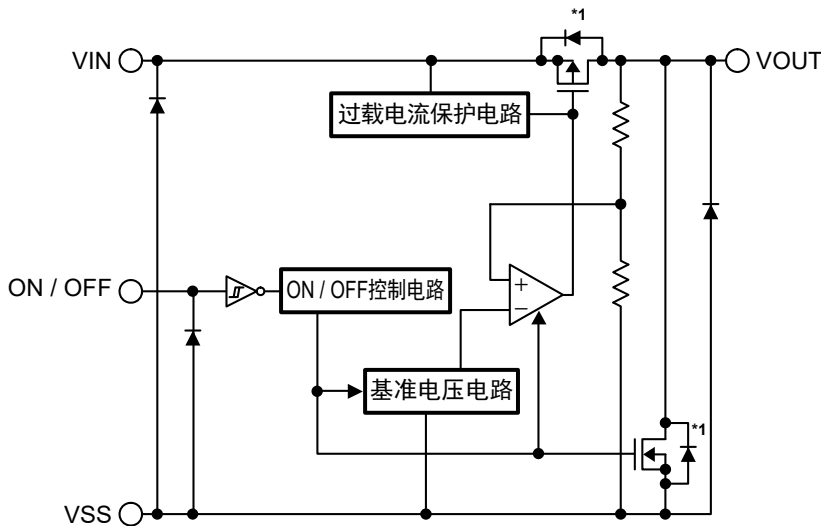 *1
VIN
VOUT
过载电流保护电路
ON / OFF
ON / OFF控制电路
+
−
基准电压电路
*1
VSS